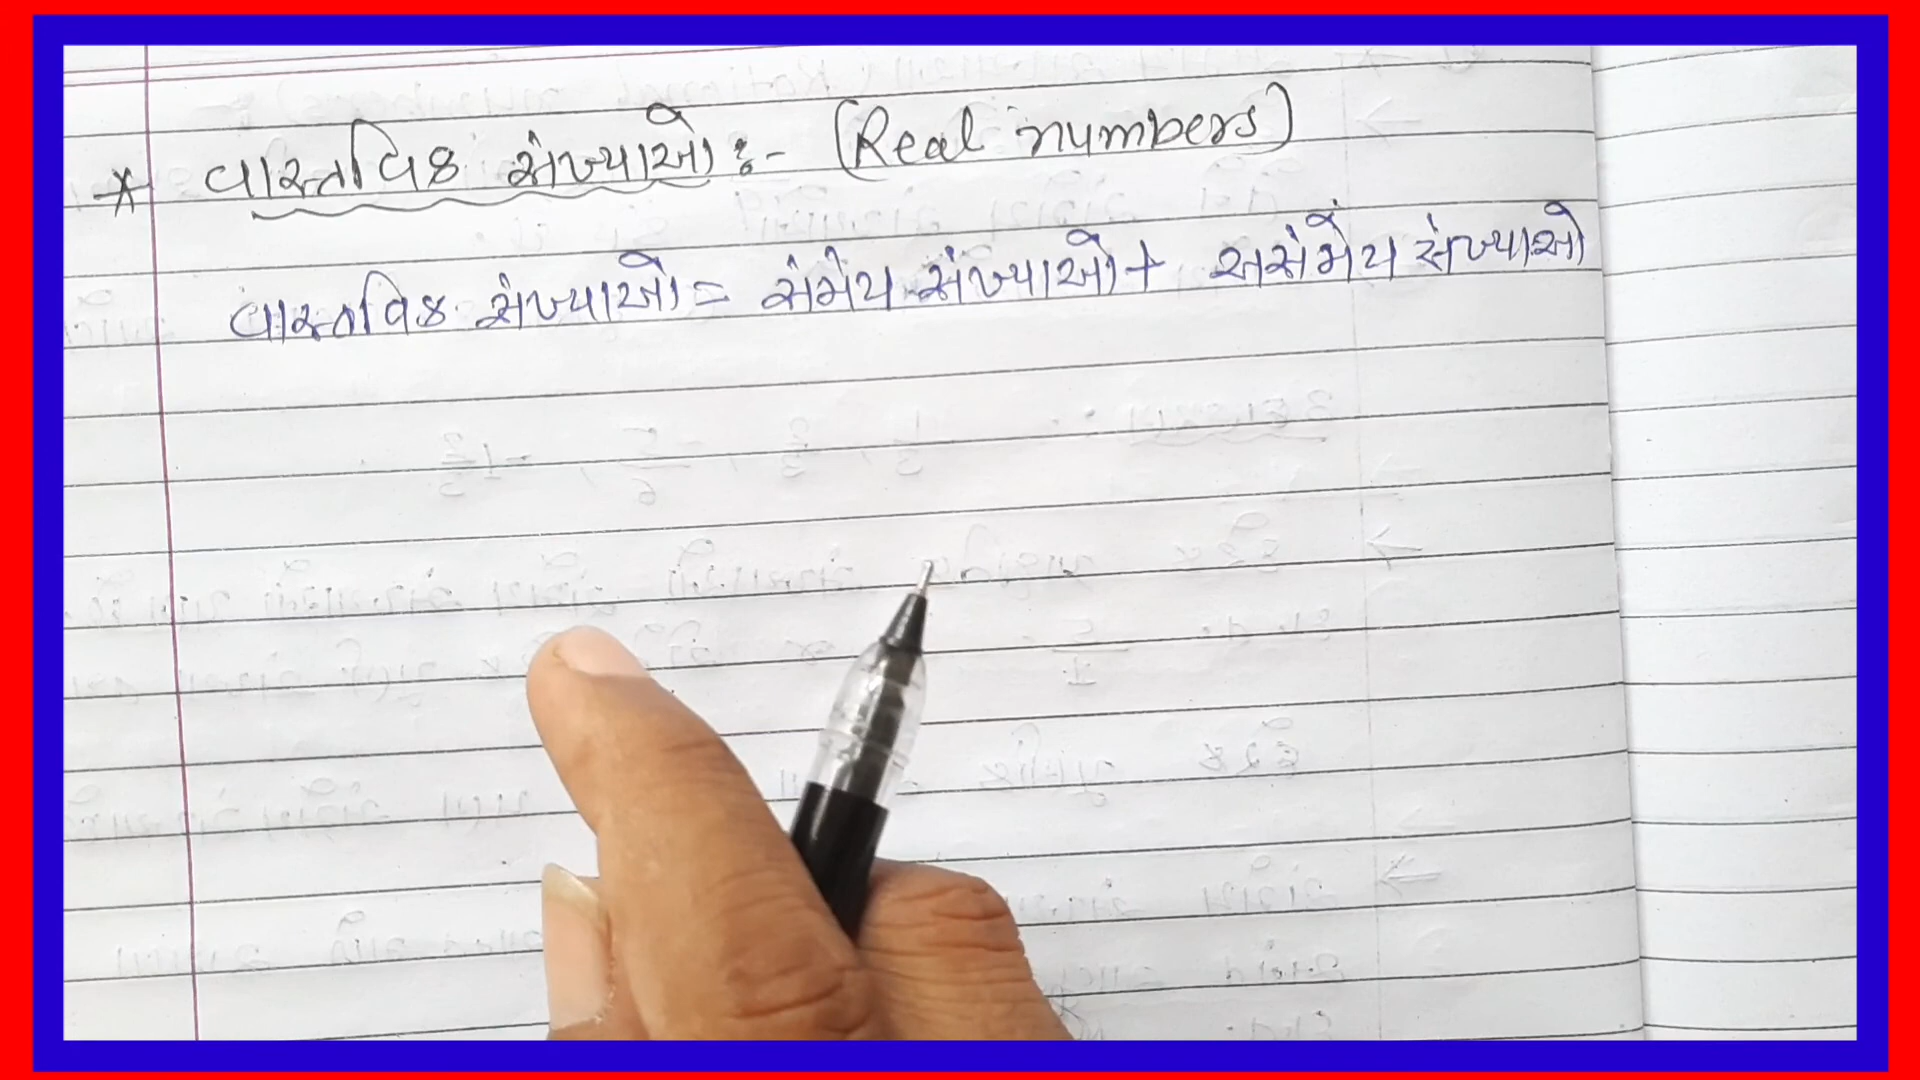 * વાસ્તવિક સંખ્યાઓ :- (Real numbers)
વાસ્તવિક સંખ્યાઓ = સંમેય સંખ્યાઓ + અસંમેય સંખ્યાઓ